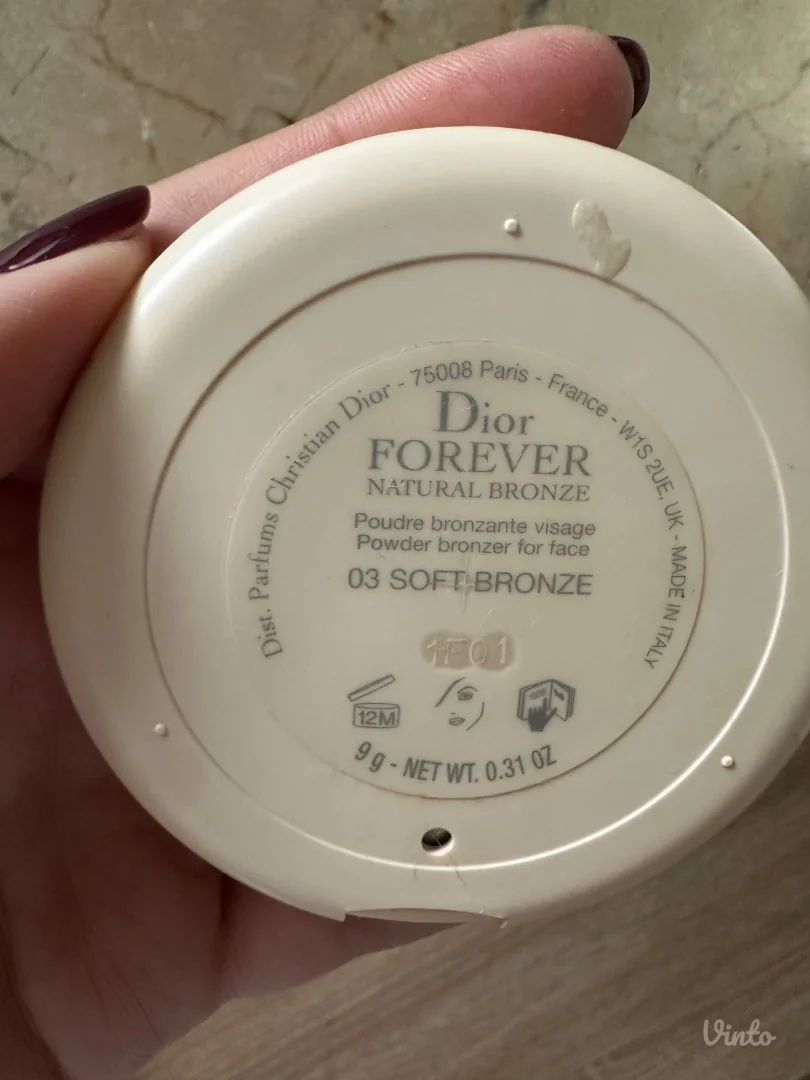 Dist. Parfums Christian Dior - 75008 Paris - France - W1S 2UE, UK - MADE IN ITALY
Dior
FOREVER
NATURAL BRONZE
Poudre bronzante visage
Powder bronzer for face
03 SOFT BRONZE
1F01
12M
9 g - NET WT. 0.31 OZ
Vinto